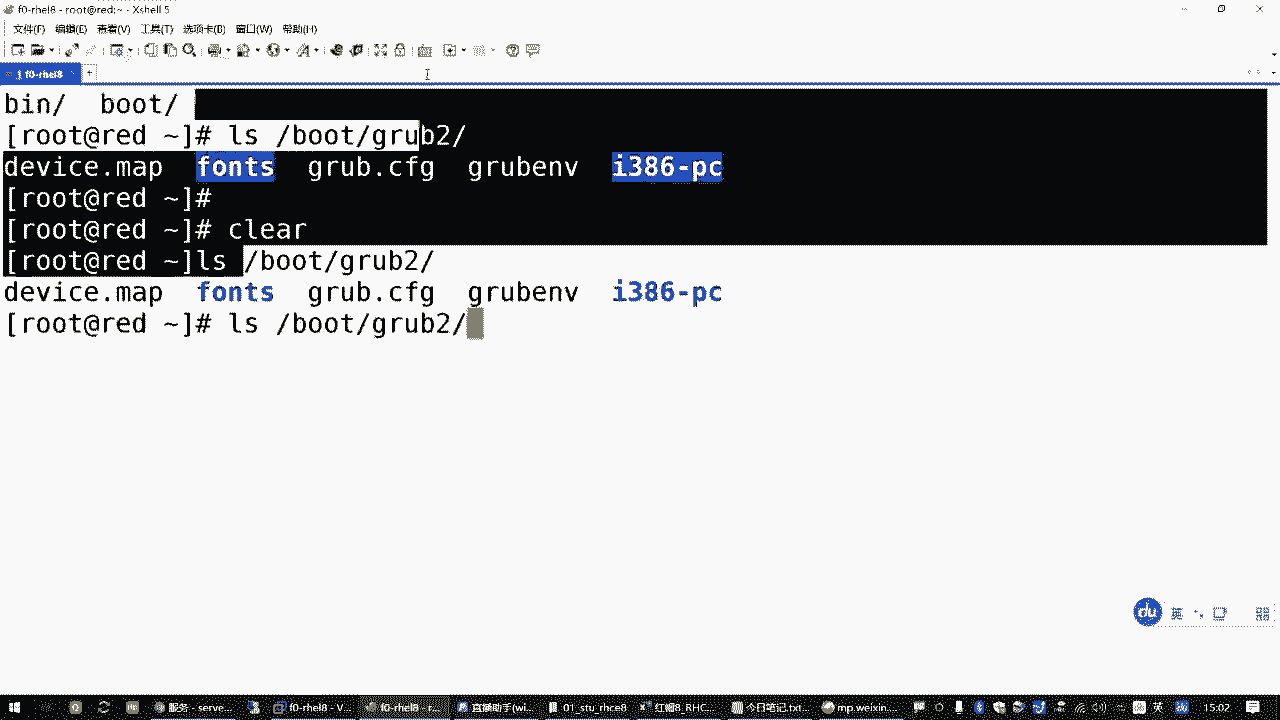 f0-rhel8 - root@red:~ - Xshell 5
文件(F) 编辑(E) 查看(V) 工具(T) 选项卡(B) 窗口(W) 帮助(H)
1 f0-rhel8 +
bin/ boot/
[root@red ~]# ls /boot/grub2/
device.map fonts grub.cfg grubenv i386-pc
[root@red ~]#
[root@red ~]# clear
[root@red ~]ls /boot/grub2/
device.map fonts grub.cfg grubenv i386-pc
[root@red ~]# ls /boot/grub2/
du 英
服务 - serve... f0-rhel8 - V... f0-rhel8 - r... 直播助手(wi... 01_stu_rhce8 红帽8_RHC... 今日笔记.txt... mp.weixin... 英 15:02